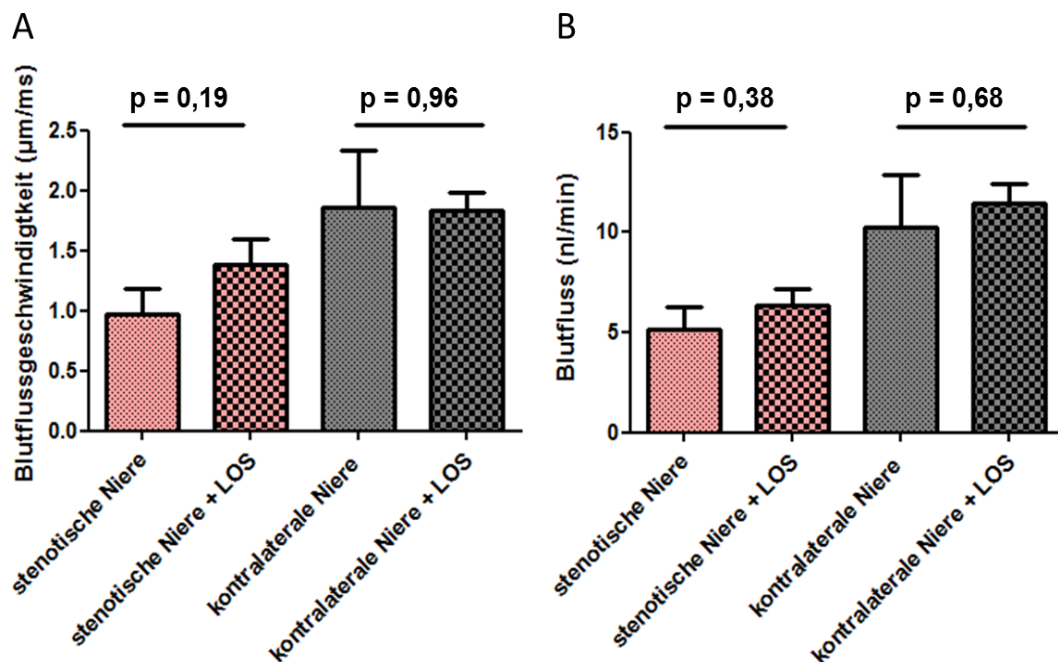 A
p = 0,19
p = 0,96
Blutflussgeschwindigtkeit (µm/ms)
2.5
2.0
1.5
1.0
0.5
0.0
stenotische Niere
stenotische Niere + LOS
kontralaterale Niere
kontralaterale Niere + LOS
B
p = 0,38
p = 0,68
Blutfluss (nl/min)
15
10
5
0
stenotische Niere
stenotische Niere + LOS
kontralaterale Niere
kontralaterale Niere + LOS